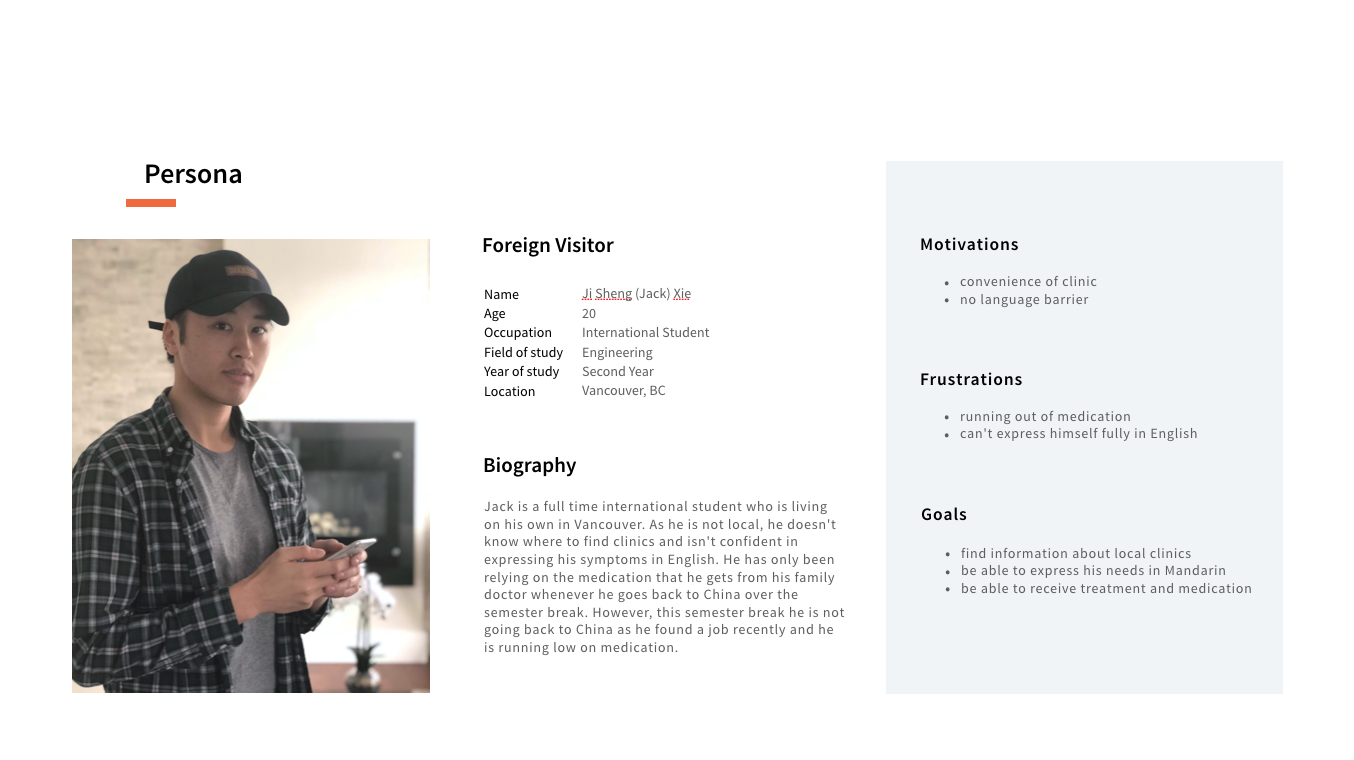 Persona
Foreign Visitor
Name Ji Sheng (Jack) Xie
Age 20
Occupation International Student
Field of study Engineering
Year of study Second Year
Location Vancouver, BC
Biography
Jack is a full time international student who is living
on his own in Vancouver. As he is not local, he doesn't
know where to find clinics and isn't confident in
expressing his symptoms in English. He has only been
relying on the medication that he gets from his family
doctor whenever he goes back to China over the
semester break. However, this semester break he is not
going back to China as he found a job recently and he
is running low on medication.
Motivations
• convenience of clinic
• no language barrier
Frustrations
• running out of medication
• can't express himself fully in English
Goals
• find information about local clinics
• be able to express his needs in Mandarin
• be able to receive treatment and medication